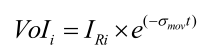 VoI_i = I_{Ri} × e^{(−σ_{mov}t)}